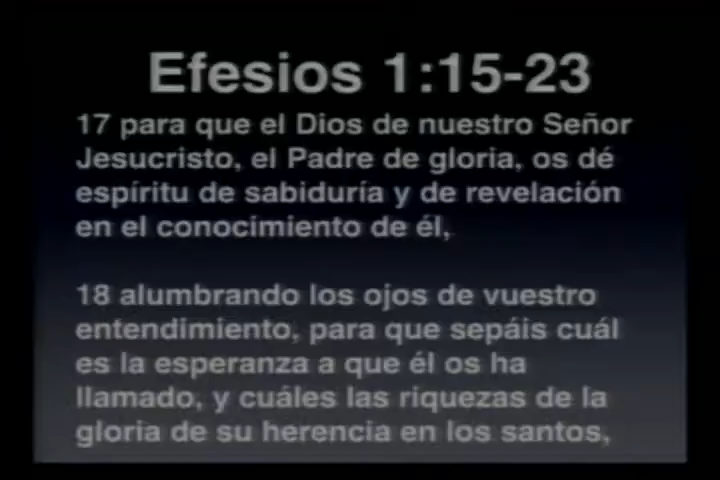 Efesios 1:15-23
17 para que el Dios de nuestro Señor
Jesucristo, el Padre de gloria, os dé
espíritu de sabiduría y de revelación
en el conocimiento de él,
18 alumbrando los ojos de vuestro
entendimiento, para que sepáis cuál
es la esperanza a que él os ha
llamado, y cuáles las riquezas de la
gloria de su herencia en los santos,